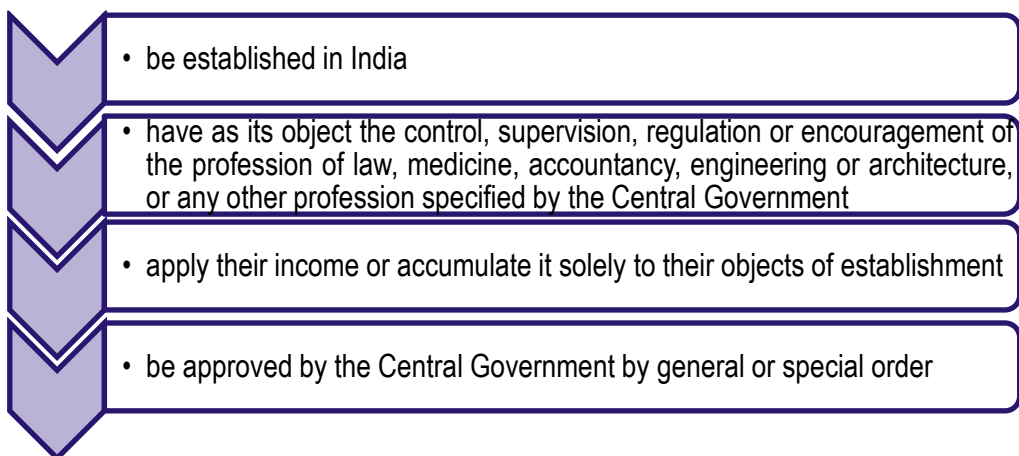 • be established in India
• have as its object the control, supervision, regulation or encouragement of
the profession of law, medicine, accountancy, engineering or architecture,
or any other profession specified by the Central Government
• apply their income or accumulate it solely to their objects of establishment
• be approved by the Central Government by general or special order